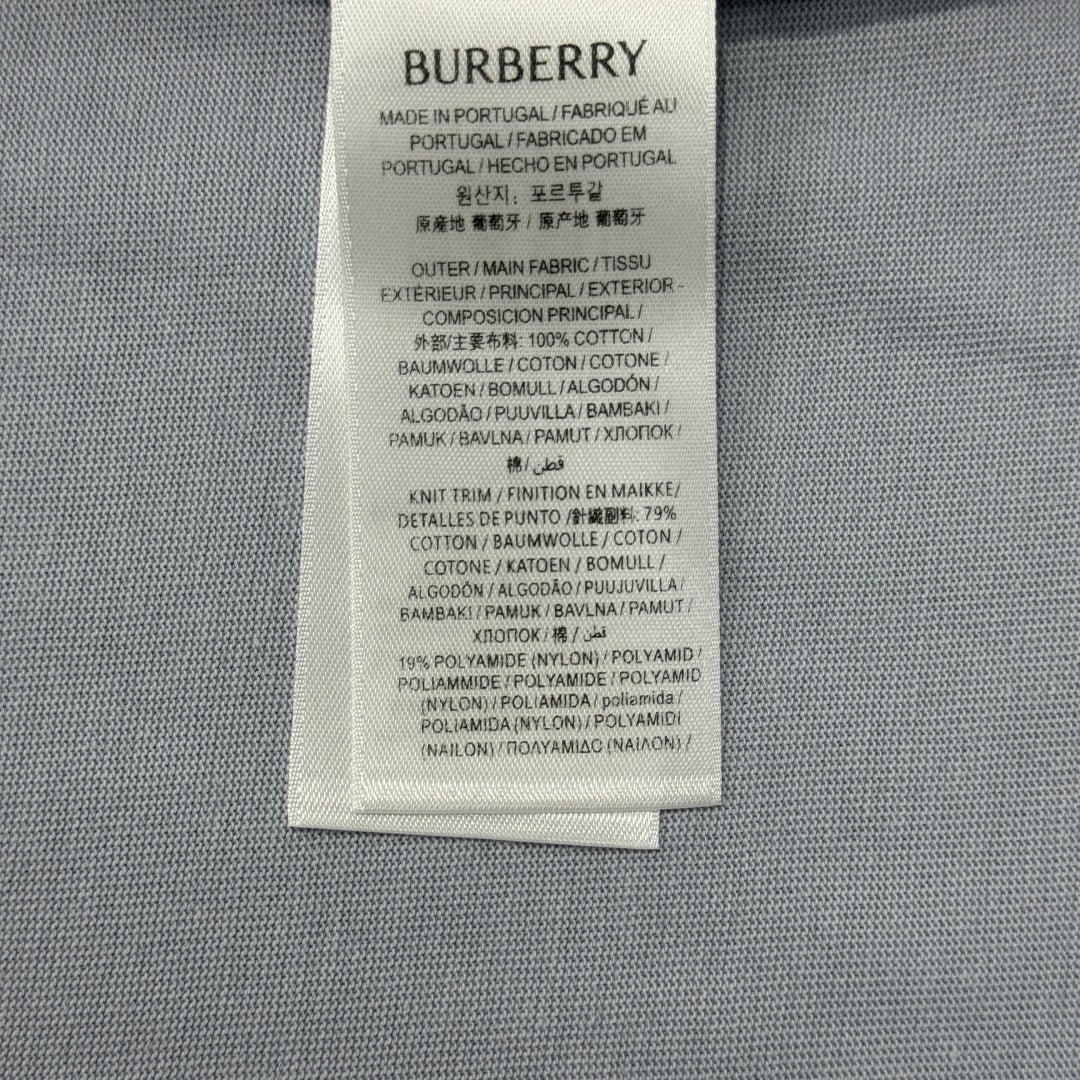 BURBERRY
MADE IN PORTUGAL / FABRIQUÉ AU
PORTUGAL / FABRICADO EM
PORTUGAL / HECHO EN PORTUGAL
원산지: 포르투갈
原産地 葡萄牙 / 原产地 葡萄牙
OUTER / MAIN FABRIC / TISSU
EXTÉRIEUR / PRINCIPAL / EXTERIOR -
COMPOSICION PRINCIPAL /
外部/主要布料: 100% COTTON /
BAUMWOLLE / COTON / COTONE /
KATOEN / BOMULL / ALGODÓN /
ALGODÃO / PUUVILLA / BAMBAKI /
PAMUK / BAVLNA / PAMUT / ХЛОПОК /
棉 / قطن
KNIT TRIM / FINITION EN MAIKKE/
DETALLES DE PUNTO /針織副料: 79%
COTTON / BAUMWOLLE / COTON /
COTONE / KATOEN / BOMULL /
ALGODÓN / ALGODÃO / PUUJUVILLA /
BAMBAKI / PAMUK / BAVLNA / PAMUT /
ХЛОПОК / 棉 / قطن
19% POLYAMIDE (NYLON) / POLYAMID /
POLIAMMIDE / POLYAMIDE / POLYAMID
(NYLON) / POLIAMIDA / poliamida /
POLIAMIDA (NYLON) / POLYAMIDI
(NAILON) / ΠΟΛΥΑΜΙΔΟ (ΝΑΙΛΟΝ) /